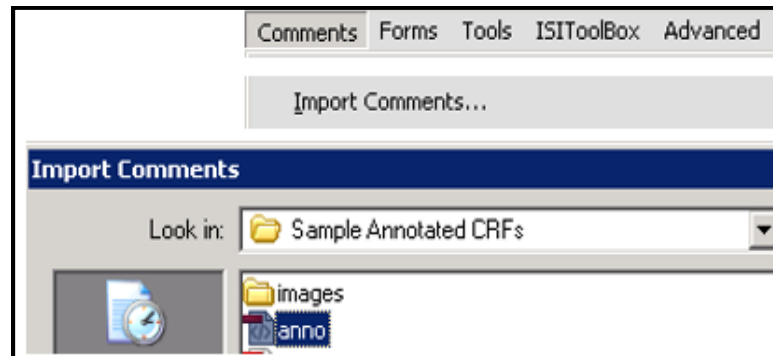 Comments Forms Tools ISIToolBox Advanced
Import Comments...
Import Comments
Look in: Sample Annotated CRFs
images
anno